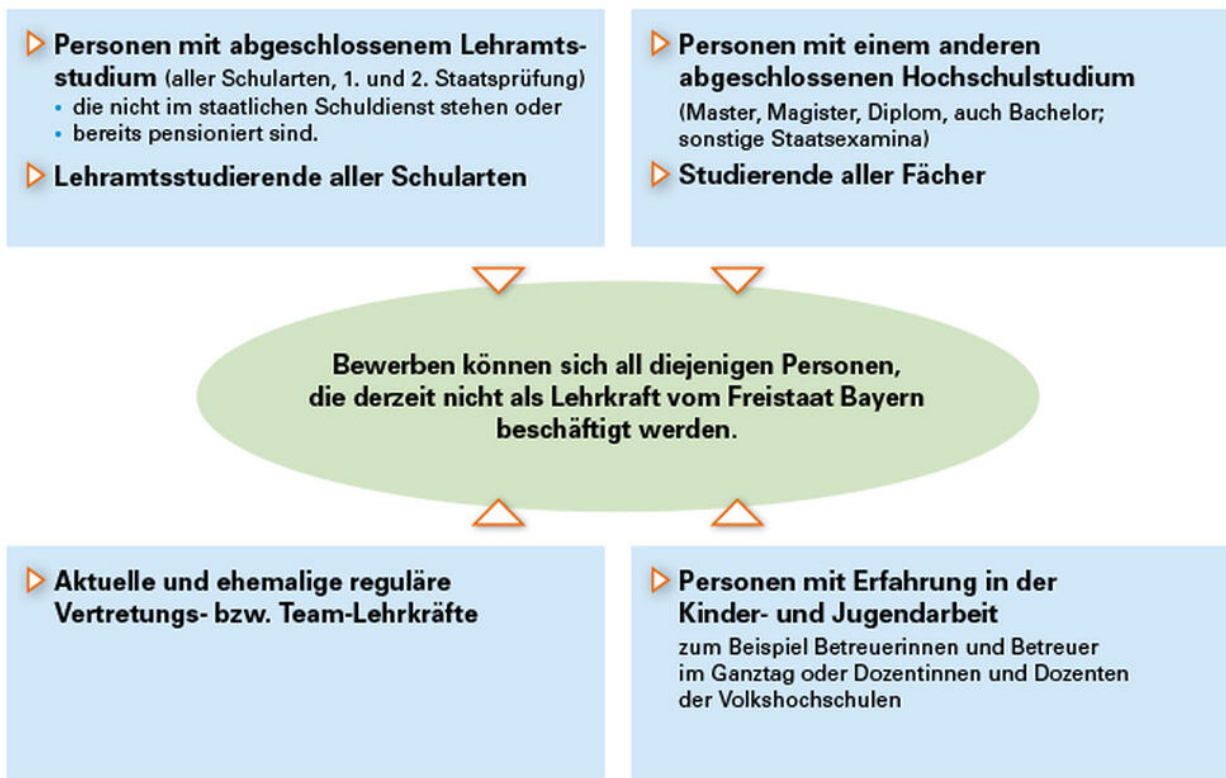 Personen mit abgeschlossenem Lehramts-
studium (aller Schularten, 1. und 2. Staatsprüfung)
• die nicht im staatlichen Schuldienst stehen oder
• bereits pensioniert sind.
Lehramtsstudierende aller Schularten
Personen mit einem anderen
abgeschlossenen Hochschulstudium
(Master, Magister, Diplom, auch Bachelor;
sonstige Staatsexamina)
Studierende aller Fächer
Bewerben können sich all diejenigen Personen,
die derzeit nicht als Lehrkraft vom Freistaat Bayern
beschäftigt werden.
Aktuelle und ehemalige reguläre
Vertretungs- bzw. Team-Lehrkräfte
Personen mit Erfahrung in der
Kinder- und Jugendarbeit
zum Beispiel Betreuerinnen und Betreuer
im Ganztag oder Dozentinnen und Dozenten
der Volkshochschulen